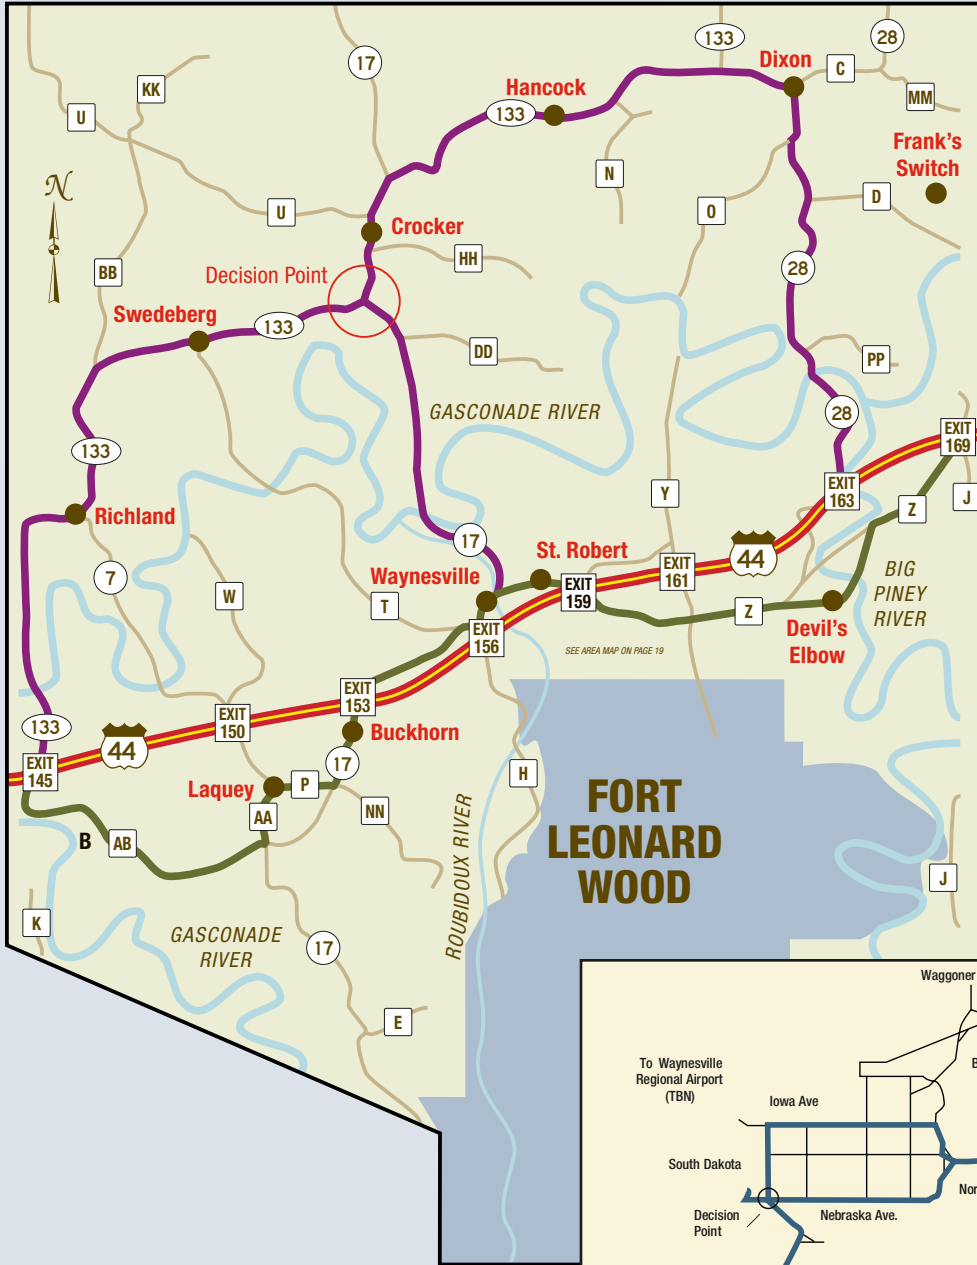 133
28
17
Dixon
C
KK
Hancock
MM
133
U
Frank's
Switch
N
N
D
U
O
Crocker
HH
Decision Point
BB
28
Swedeberg
133
DD
PP
GASCONADE RIVER
28
EXIT
169
133
EXIT
163
Y
J
Z
Richland
17
St. Robert
44
Waynesville
7
EXIT
161
BIG
PINEY
RIVER
W
T
EXIT
159
Z
Devil's
Elbow
EXIT
156
SEE AREA MAP ON PAGE 19
EXIT
153
133
EXIT
150
Buckhorn
44
17
EXIT
145
Laquey
P
H
FORT
LEONARD
WOOD
AA
NN
B
AB
ROUBIDOUX RIVER
J
K
GASCONADE
RIVER
17
E
Waggoner
To Waynesville
Regional Airport
(TBN)
B
Iowa Ave
South Dakota
Nor
Decision
Point
Nebraska Ave.